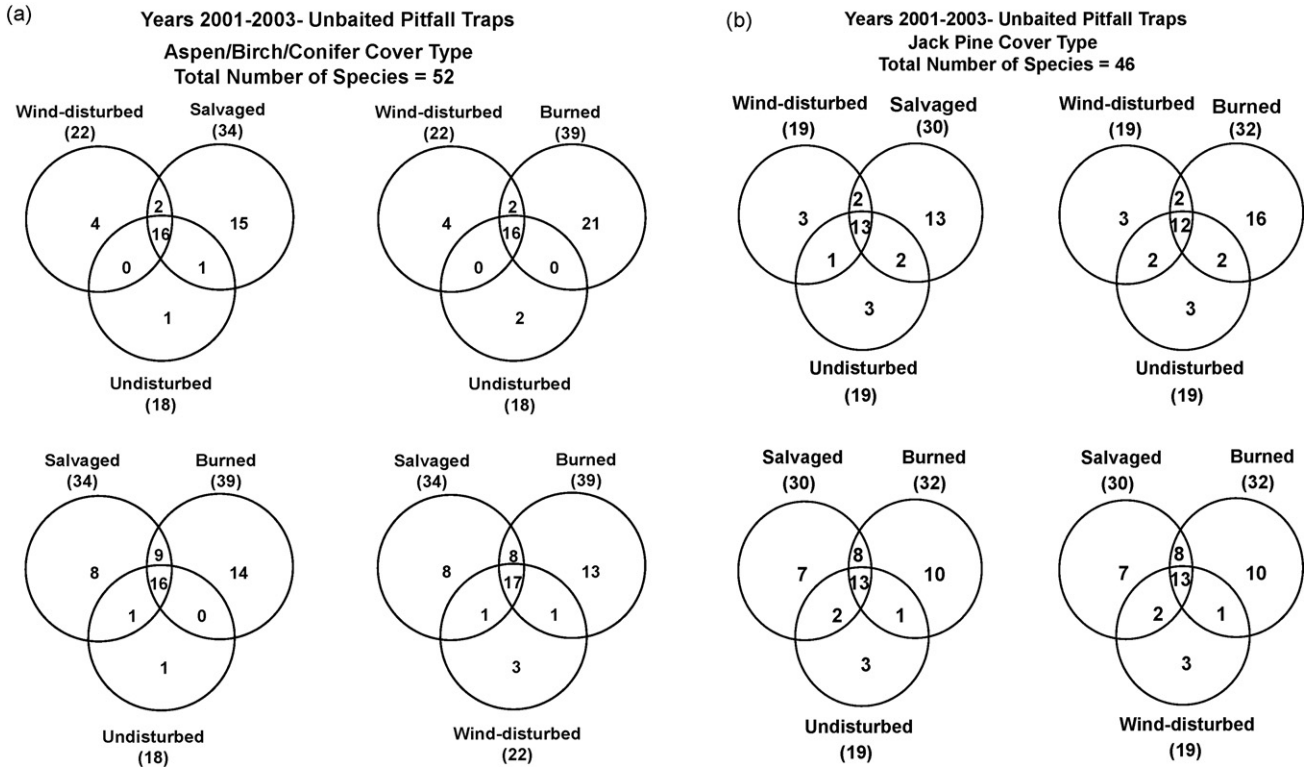 (a)
Years 2001-2003- Unbaited Pitfall Traps
Aspen/Birch/Conifer Cover Type
Total Number of Species = 52
Wind-disturbed
(22)
Salvaged
(34)
4
2
15
16
0
1
1
Undisturbed
(18)
Wind-disturbed
(22)
Burned
(39)
4
2
21
16
0
0
2
Undisturbed
(18)
Salvaged
(34)
Burned
(39)
8
9
14
16
1
0
1
Undisturbed
(18)
Salvaged
(34)
Burned
(39)
8
8
13
17
1
1
3
Wind-disturbed
(22)
(b)
Years 2001-2003- Unbaited Pitfall Traps
Jack Pine Cover Type
Total Number of Species = 46
Wind-disturbed
(19)
Salvaged
(30)
3
2
13
13
1
2
3
Undisturbed
(19)
Wind-disturbed
(19)
Burned
(32)
3
2
16
12
2
2
3
Undisturbed
(19)
Salvaged
(30)
Burned
(32)
7
8
10
13
2
1
3
Undisturbed
(19)
Salvaged
(30)
Burned
(32)
7
8
10
13
2
1
3
Wind-disturbed
(19)